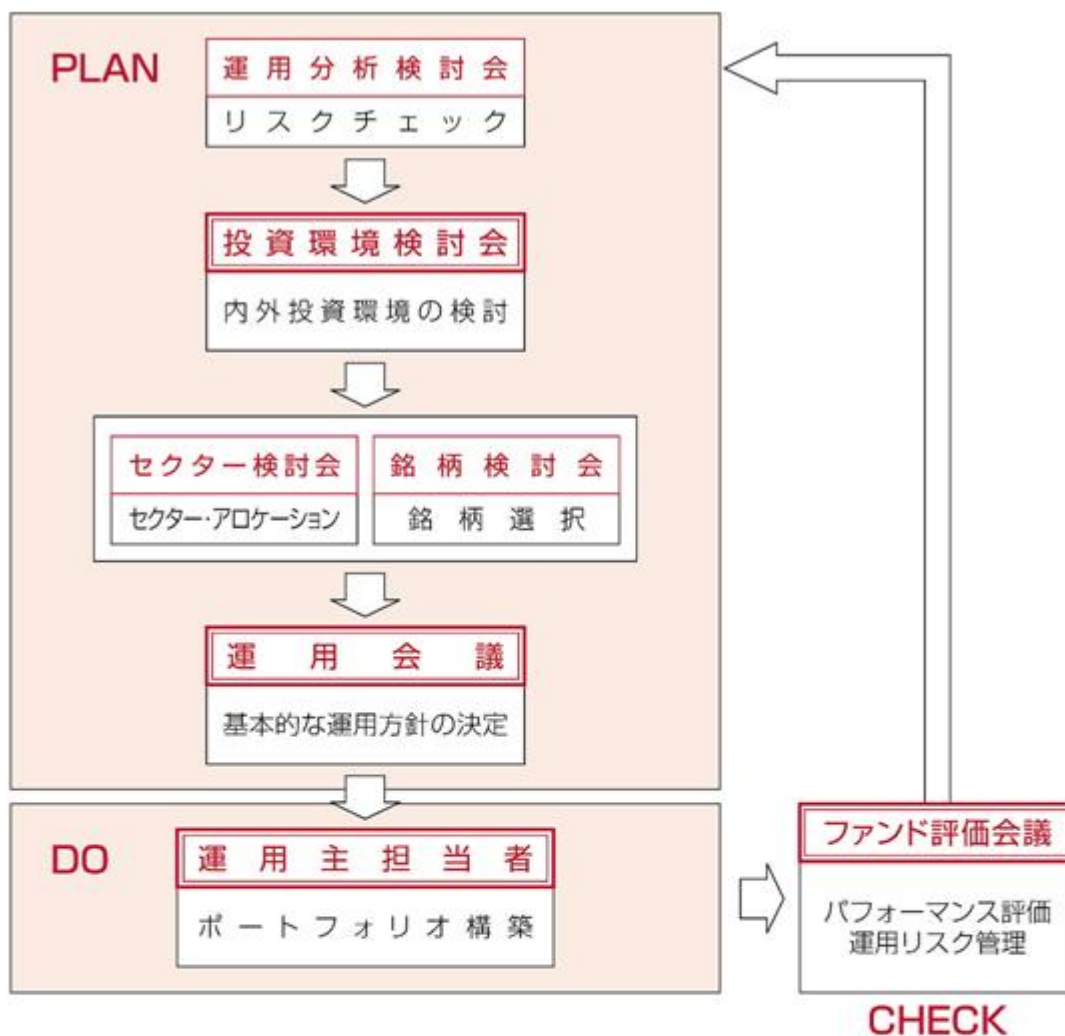 PLAN
運用分析検討会
リスクチェック
投資環境検討会
内外投資環境の検討
セクター検討会
セクター・アロケーション
銘柄検討会
銘柄選択
運用会議
基本的な運用方針の決定
DO
運用主担当者
ポートフォリオ構築
ファンド評価会議
パフォーマンス評価
運用リスク管理
CHECK